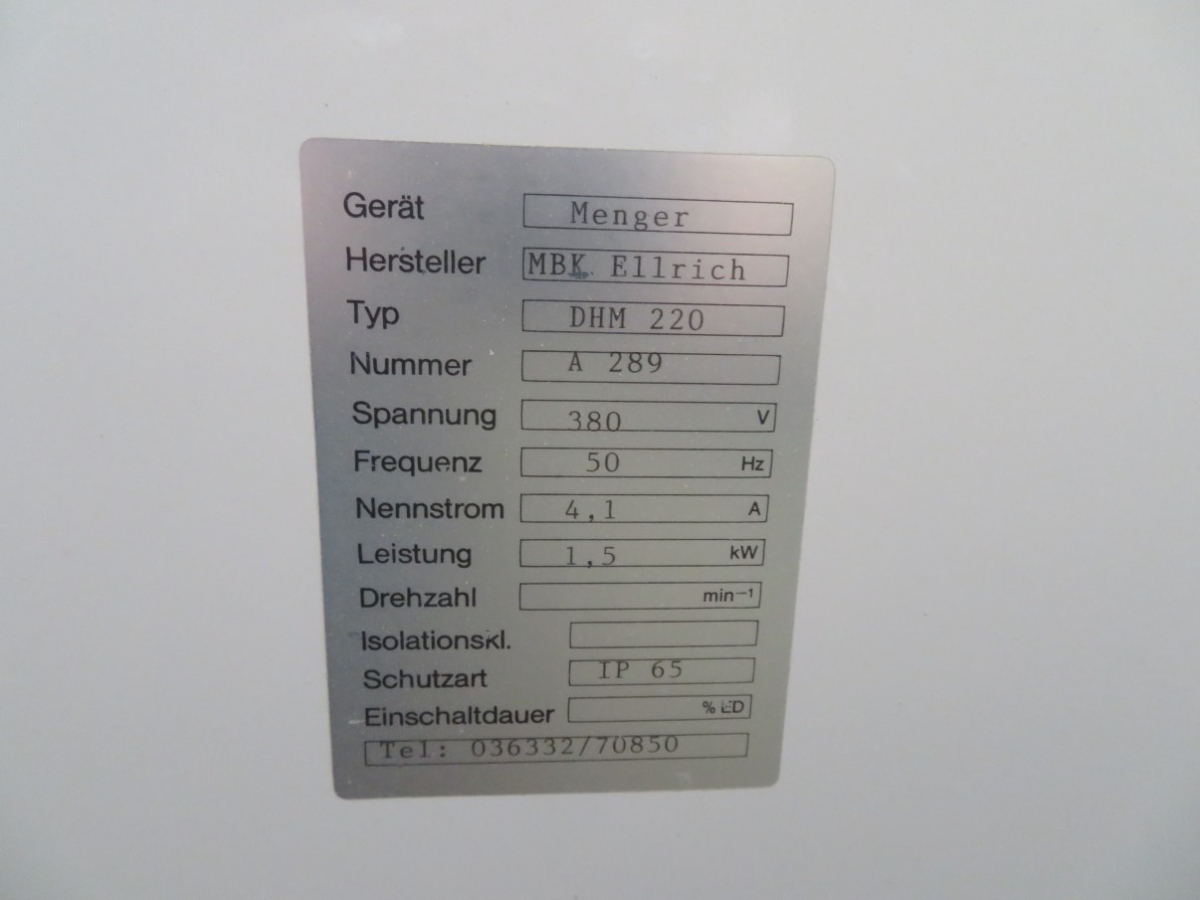 Gerät Menger
Hersteller MBK Ellrich
Typ DHM 220
Nummer A 289
Spannung 380 V
Frequenz 50 Hz
Nennstrom 4,1 A
Leistung 1,5 kW
Drehzahl min⁻¹
Isolationskl.
Schutzart IP 65
Einschaltdauer % ED
Tel: 036332/70850